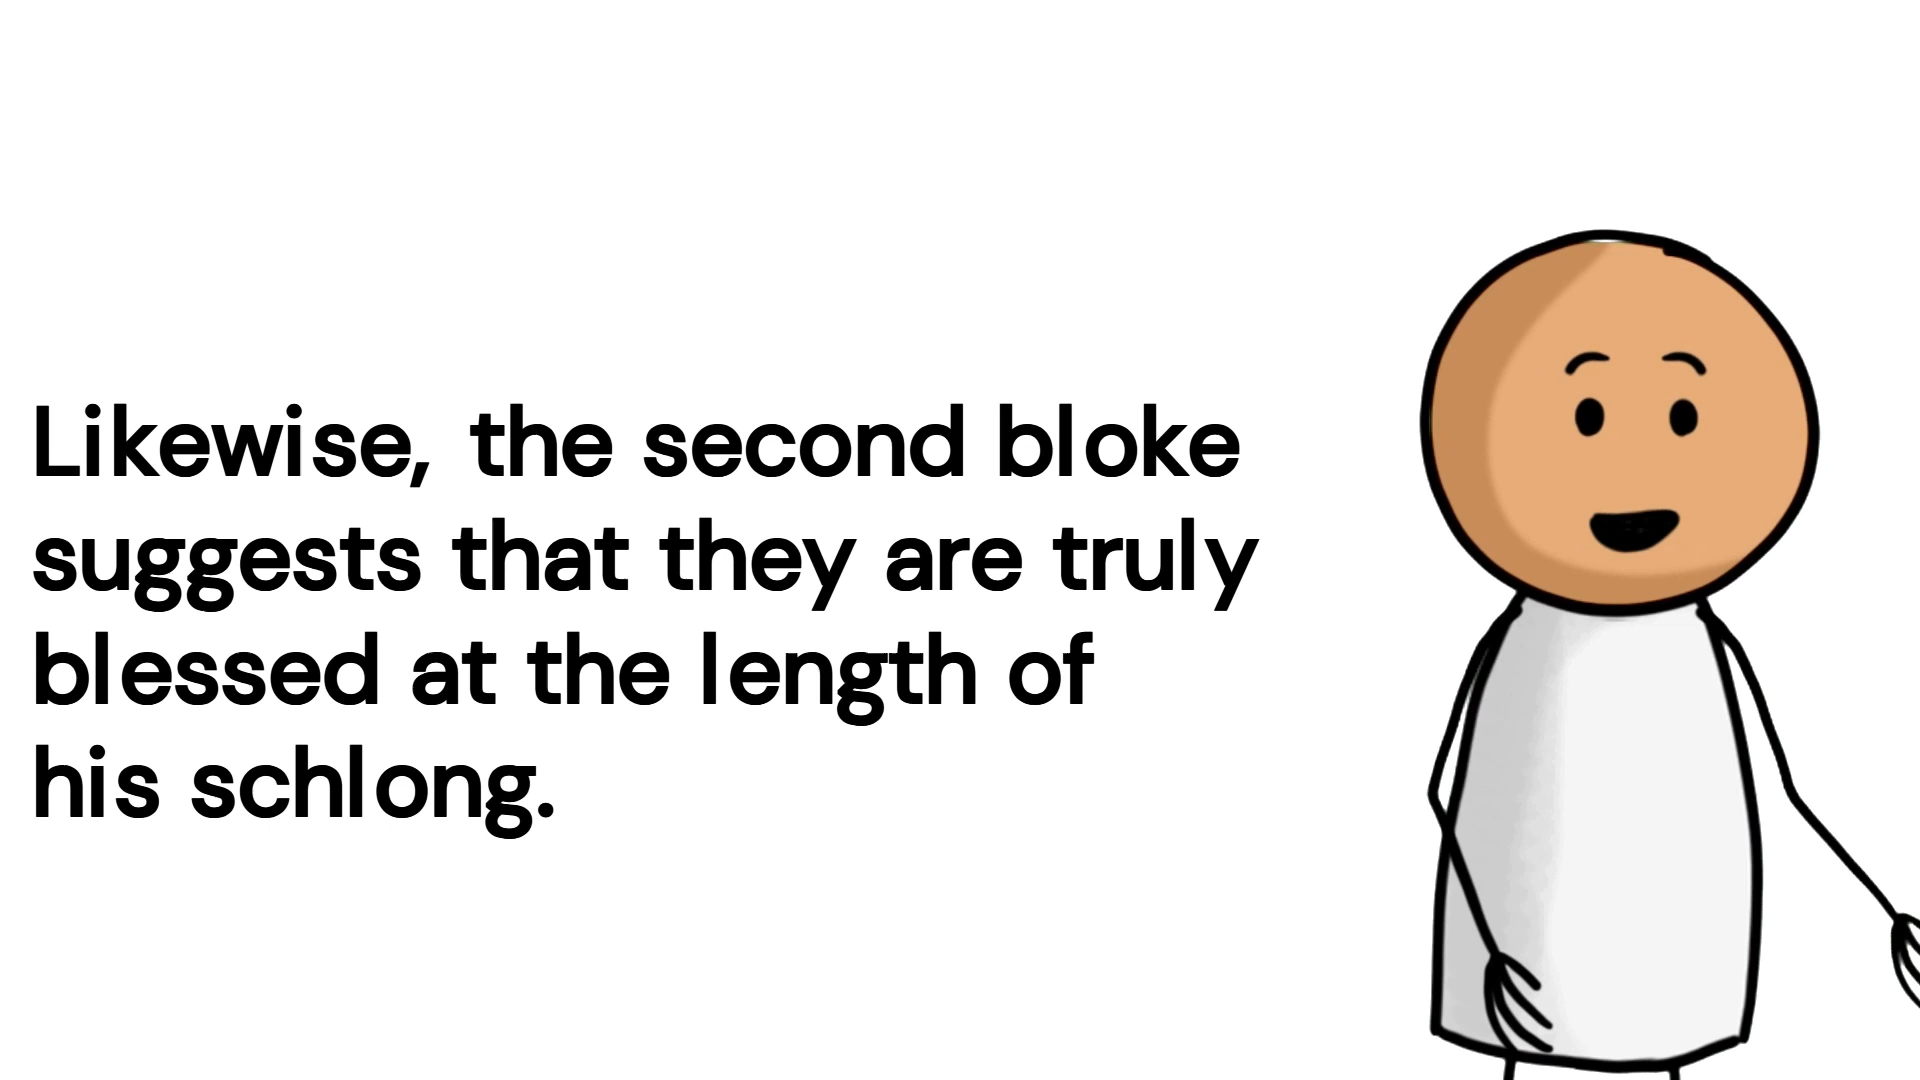 Likewise, the second bloke
suggests that they are truly
blessed at the length of
his schlong.